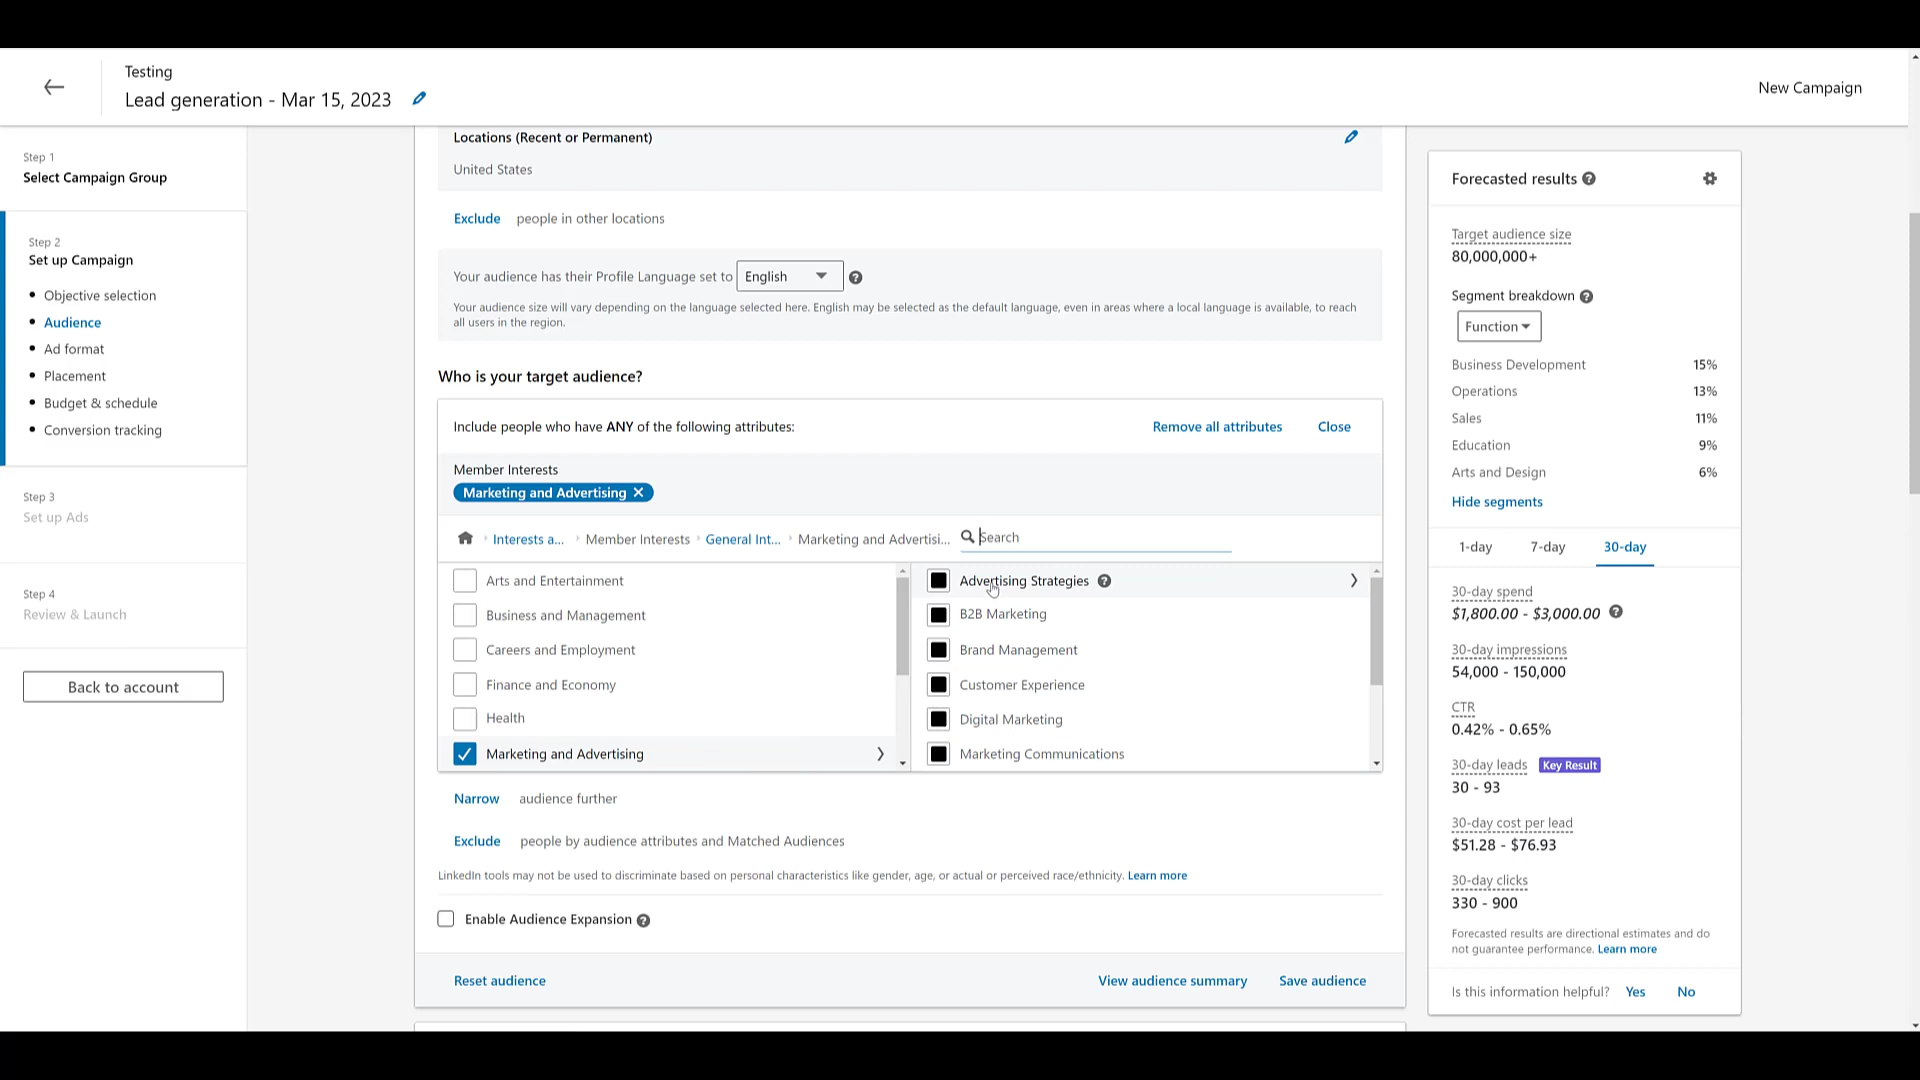 Testing
Lead generation - Mar 15, 2023
New Campaign
Step 1
Select Campaign Group
Step 2
Set up Campaign
Objective selection
Audience
Ad format
Placement
Budget & schedule
Conversion tracking
Step 3
Set up Ads
Step 4
Review & Launch
Back to account
Locations (Recent or Permanent)
United States
Exclude people in other locations
Your audience has their Profile Language set to English
Your audience size will vary depending on the language selected here. English may be selected as the default language, even in areas where a local language is available, to reach
all users in the region.
Who is your target audience?
Include people who have ANY of the following attributes:
Remove all attributes
Close
Member Interests
Marketing and Advertising
Interests a... Member Interests General Int... Marketing and Advertisi... Search
Arts and Entertainment
Business and Management
Careers and Employment
Finance and Economy
Health
Marketing and Advertising
Advertising Strategies
B2B Marketing
Brand Management
Customer Experience
Digital Marketing
Marketing Communications
Narrow audience further
Exclude people by audience attributes and Matched Audiences
LinkedIn tools may not be used to discriminate based on personal characteristics like gender, age, or actual or perceived race/ethnicity. Learn more
Enable Audience Expansion
Reset audience
View audience summary
Save audience
Forecasted results
Target audience size
80,000,000+
Segment breakdown
Function
Business Development 15%
Operations 13%
Sales 11%
Education 9%
Arts and Design 6%
Hide segments
1-day 7-day 30-day
30-day spend
$1,800.00 - $3,000.00
30-day impressions
54,000 - 150,000
CTR
0.42% - 0.65%
30-day leads Key Result
30 - 93
30-day cost per lead
$51.28 - $76.93
30-day clicks
330 - 900
Forecasted results are directional estimates and do
not guarantee performance. Learn more
Is this information helpful? Yes No